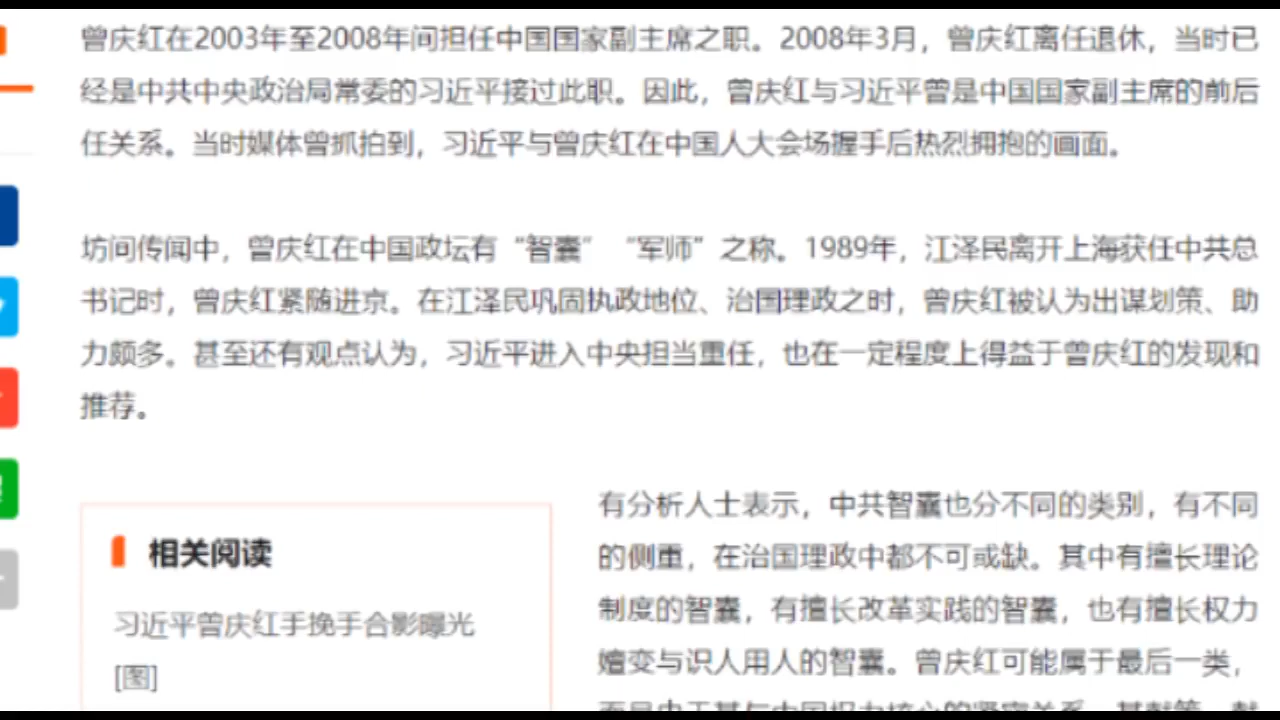 曾庆红在2003年至2008年间担任中国国家副主席之职。2008年3月，曾庆红离任退休，当时已
经是中共中央政治局常委的习近平接过此职。因此，曾庆红与习近平曾是中国国家副主席的前后
任关系。当时媒体曾抓拍到，习近平与曾庆红在中国人大会场握手后热烈拥抱的画面。
坊间传闻中，曾庆红在中国政坛有“智囊”“军师”之称。1989年，江泽民离开上海获任中共总
书记时，曾庆红紧随进京。在江泽民巩固执政地位、治国理政之时，曾庆红被认为出谋划策、助
力颇多。甚至还有观点认为，习近平进入中央担当重任，也在一定程度上得益于曾庆红的发现和
推荐。
有分析人士表示，中共智囊也分不同的类别，有不同
的侧重，在治国理政中都不可或缺。其中有擅长理论
制度的智囊，有擅长改革实践的智囊，也有擅长权力
嬗变与识人用人的智囊。曾庆红可能属于最后一类，
相关阅读
习近平曾庆红手挽手合影曝光
[图]